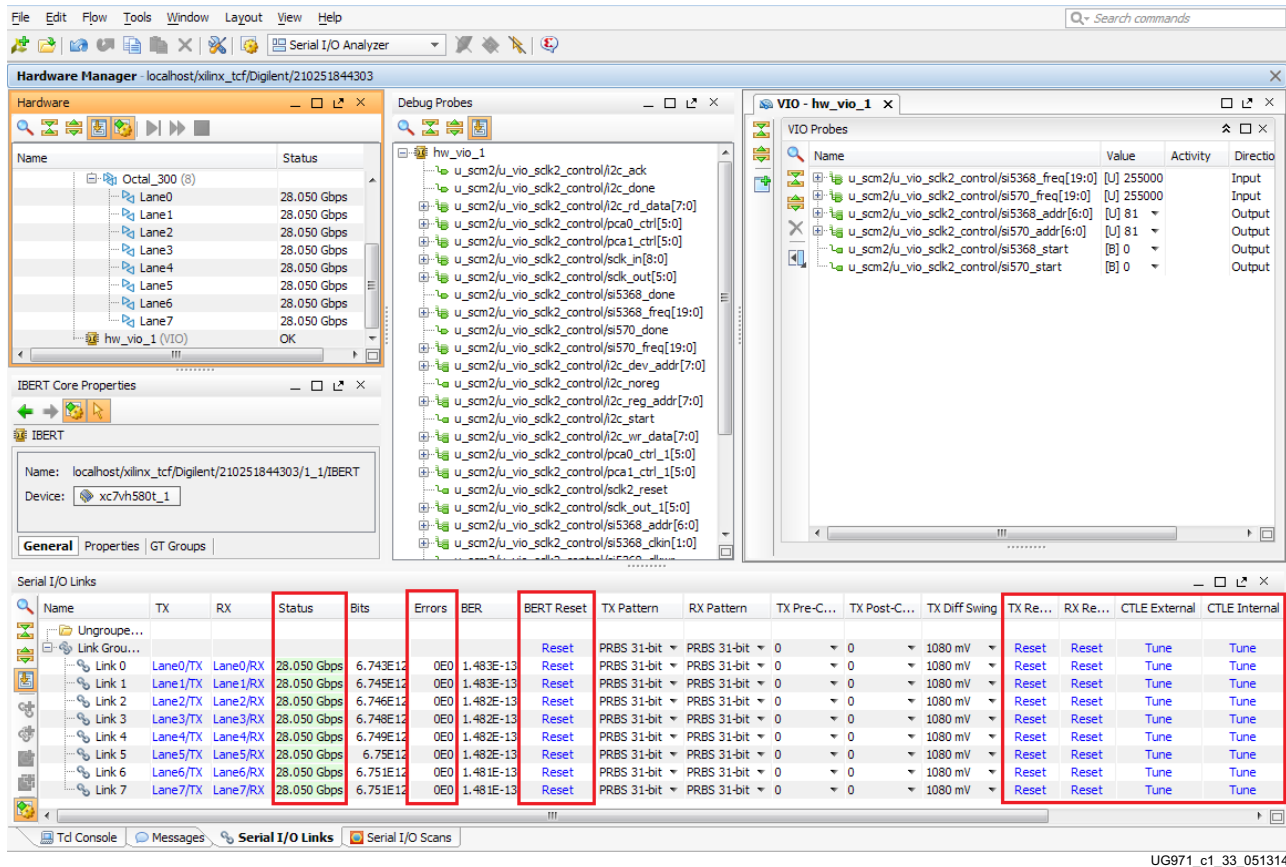 File Edit Flow Tools Window Layout View Help
Search commands
Serial I/O Analyzer
Hardware Manager - localhost/xilinx_tcf/Digilent/210251844303
Hardware
Name Status
Octal_300 (8)
Lane0 28.050 Gbps
Lane1 28.050 Gbps
Lane2 28.050 Gbps
Lane3 28.050 Gbps
Lane4 28.050 Gbps
Lane5 28.050 Gbps
Lane6 28.050 Gbps
Lane7 28.050 Gbps
hw_vio_1 (VIO) OK
IBERT Core Properties
IBERT
Name: localhost/xilinx_tcf/Digilent/210251844303/1_1/IBERT
Device: xc7vh580t_1
General Properties GT Groups
Debug Probes
hw_vio_1
u_scm2/u_vio_sclk2_control/i2c_ack
u_scm2/u_vio_sclk2_control/i2c_done
u_scm2/u_vio_sclk2_control/i2c_rd_data[7:0]
u_scm2/u_vio_sclk2_control/pca0_ctrl[5:0]
u_scm2/u_vio_sclk2_control/pca1_ctrl[5:0]
u_scm2/u_vio_sclk2_control/sclk_in[8:0]
u_scm2/u_vio_sclk2_control/sclk_out[5:0]
u_scm2/u_vio_sclk2_control/si5368_done
u_scm2/u_vio_sclk2_control/si5368_freq[19:0]
u_scm2/u_vio_sclk2_control/si570_done
u_scm2/u_vio_sclk2_control/si570_freq[19:0]
u_scm2/u_vio_sclk2_control/i2c_dev_addr[7:0]
u_scm2/u_vio_sclk2_control/i2c_noreg
u_scm2/u_vio_sclk2_control/i2c_reg_addr[7:0]
u_scm2/u_vio_sclk2_control/i2c_start
u_scm2/u_vio_sclk2_control/i2c_wr_data[7:0]
u_scm2/u_vio_sclk2_control/pca0_ctrl_1[5:0]
u_scm2/u_vio_sclk2_control/pca1_ctrl_1[5:0]
u_scm2/u_vio_sclk2_control/sclk2_reset
u_scm2/u_vio_sclk2_control/sclk_out_1[5:0]
u_scm2/u_vio_sclk2_control/si5368_addr[6:0]
u_scm2/u_vio_sclk2_control/si5368_clkin[1:0]
VIO - hw_vio_1
VIO Probes
Name Value Activity Directio
u_scm2/u_vio_sclk2_control/si5368_freq[19:0] [U] 255000 Input
u_scm2/u_vio_sclk2_control/si570_freq[19:0] [U] 255000 Input
u_scm2/u_vio_sclk2_control/si5368_addr[6:0] [U] 81 Output
u_scm2/u_vio_sclk2_control/si570_addr[6:0] [U] 81 Output
u_scm2/u_vio_sclk2_control/si5368_start [B] 0 Output
u_scm2/u_vio_sclk2_control/si570_start [B] 0 Output
Serial I/O Links
Name TX RX Status Bits Errors BER BERT Reset TX Pattern RX Pattern TX Pre-C... TX Post-C... TX Diff Swing TX Re... RX Re... CTLE External CTLE Internal
Ungroupe...
Link Grou... Reset PRBS 31-bit PRBS 31-bit 0 0 1080 mV Reset Reset Tune Tune
Link 0 Lane0/TX Lane0/RX 28.050 Gbps 6.743E12 0E0 1.483E-13 Reset PRBS 31-bit PRBS 31-bit 0 0 1080 mV Reset Reset Tune Tune
Link 1 Lane1/TX Lane1/RX 28.050 Gbps 6.745E12 0E0 1.483E-13 Reset PRBS 31-bit PRBS 31-bit 0 0 1080 mV Reset Reset Tune Tune
Link 2 Lane2/TX Lane2/RX 28.050 Gbps 6.746E12 0E0 1.482E-13 Reset PRBS 31-bit PRBS 31-bit 0 0 1080 mV Reset Reset Tune Tune
Link 3 Lane3/TX Lane3/RX 28.050 Gbps 6.748E12 0E0 1.482E-13 Reset PRBS 31-bit PRBS 31-bit 0 0 1080 mV Reset Reset Tune Tune
Link 4 Lane4/TX Lane4/RX 28.050 Gbps 6.749E12 0E0 1.482E-13 Reset PRBS 31-bit PRBS 31-bit 0 0 1080 mV Reset Reset Tune Tune
Link 5 Lane5/TX Lane5/RX 28.050 Gbps 6.75E12 0E0 1.482E-13 Reset PRBS 31-bit PRBS 31-bit 0 0 1080 mV Reset Reset Tune Tune
Link 6 Lane6/TX Lane6/RX 28.050 Gbps 6.751E12 0E0 1.481E-13 Reset PRBS 31-bit PRBS 31-bit 0 0 1080 mV Reset Reset Tune Tune
Link 7 Lane7/TX Lane7/RX 28.050 Gbps 6.751E12 0E0 1.481E-13 Reset PRBS 31-bit PRBS 31-bit 0 0 1080 mV Reset Reset Tune Tune
Tcl Console Messages Serial I/O Links Serial I/O Scans
UG971_c1_33_051314